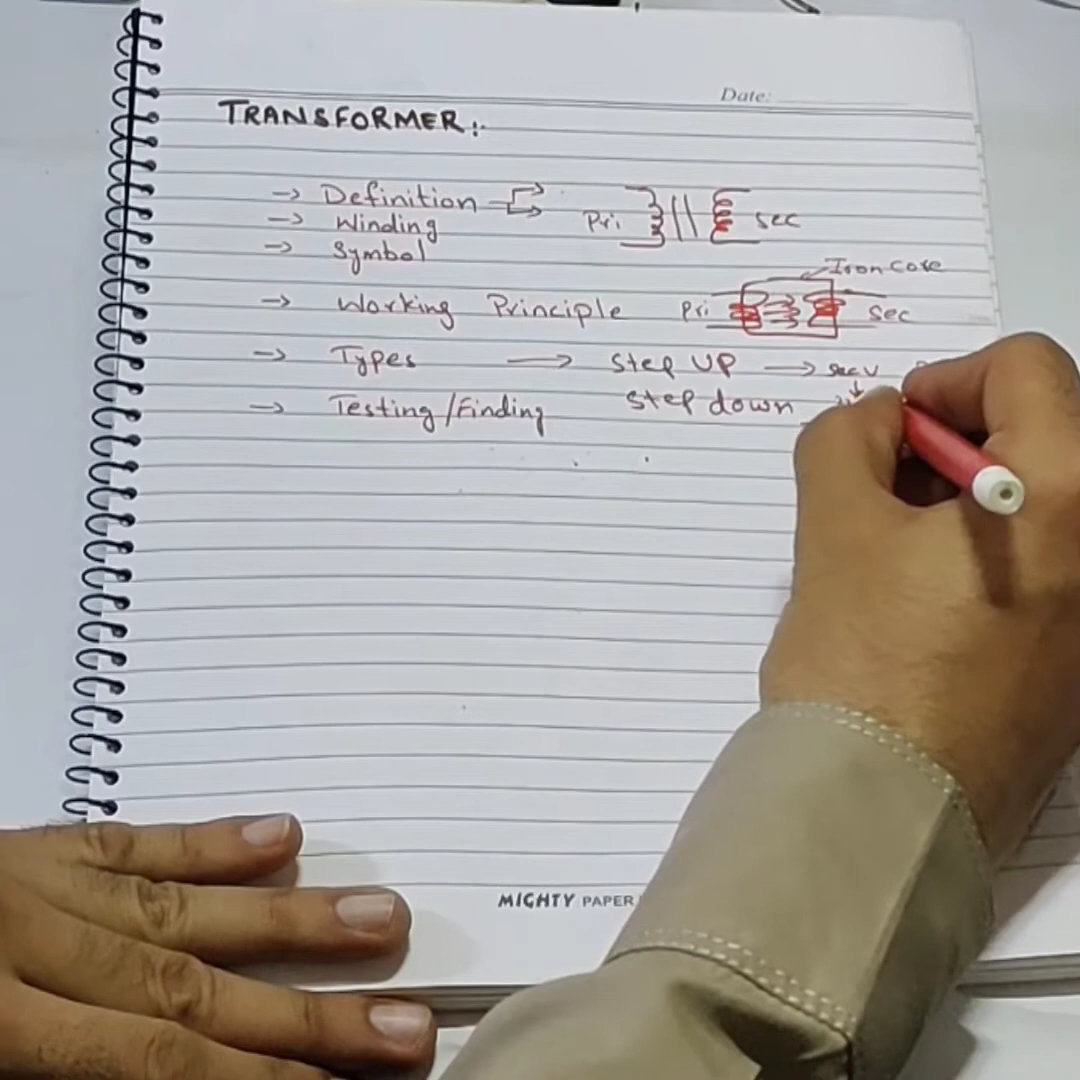 Date:
TRANSFORMER:
→ Definition
→ Winding Pri. sec
→ Symbol
Iron Core
→ Working Principle Pri sec
→ Types → Step UP → sec V
→ Testing/Finding Step down
MIGHTY PAPER